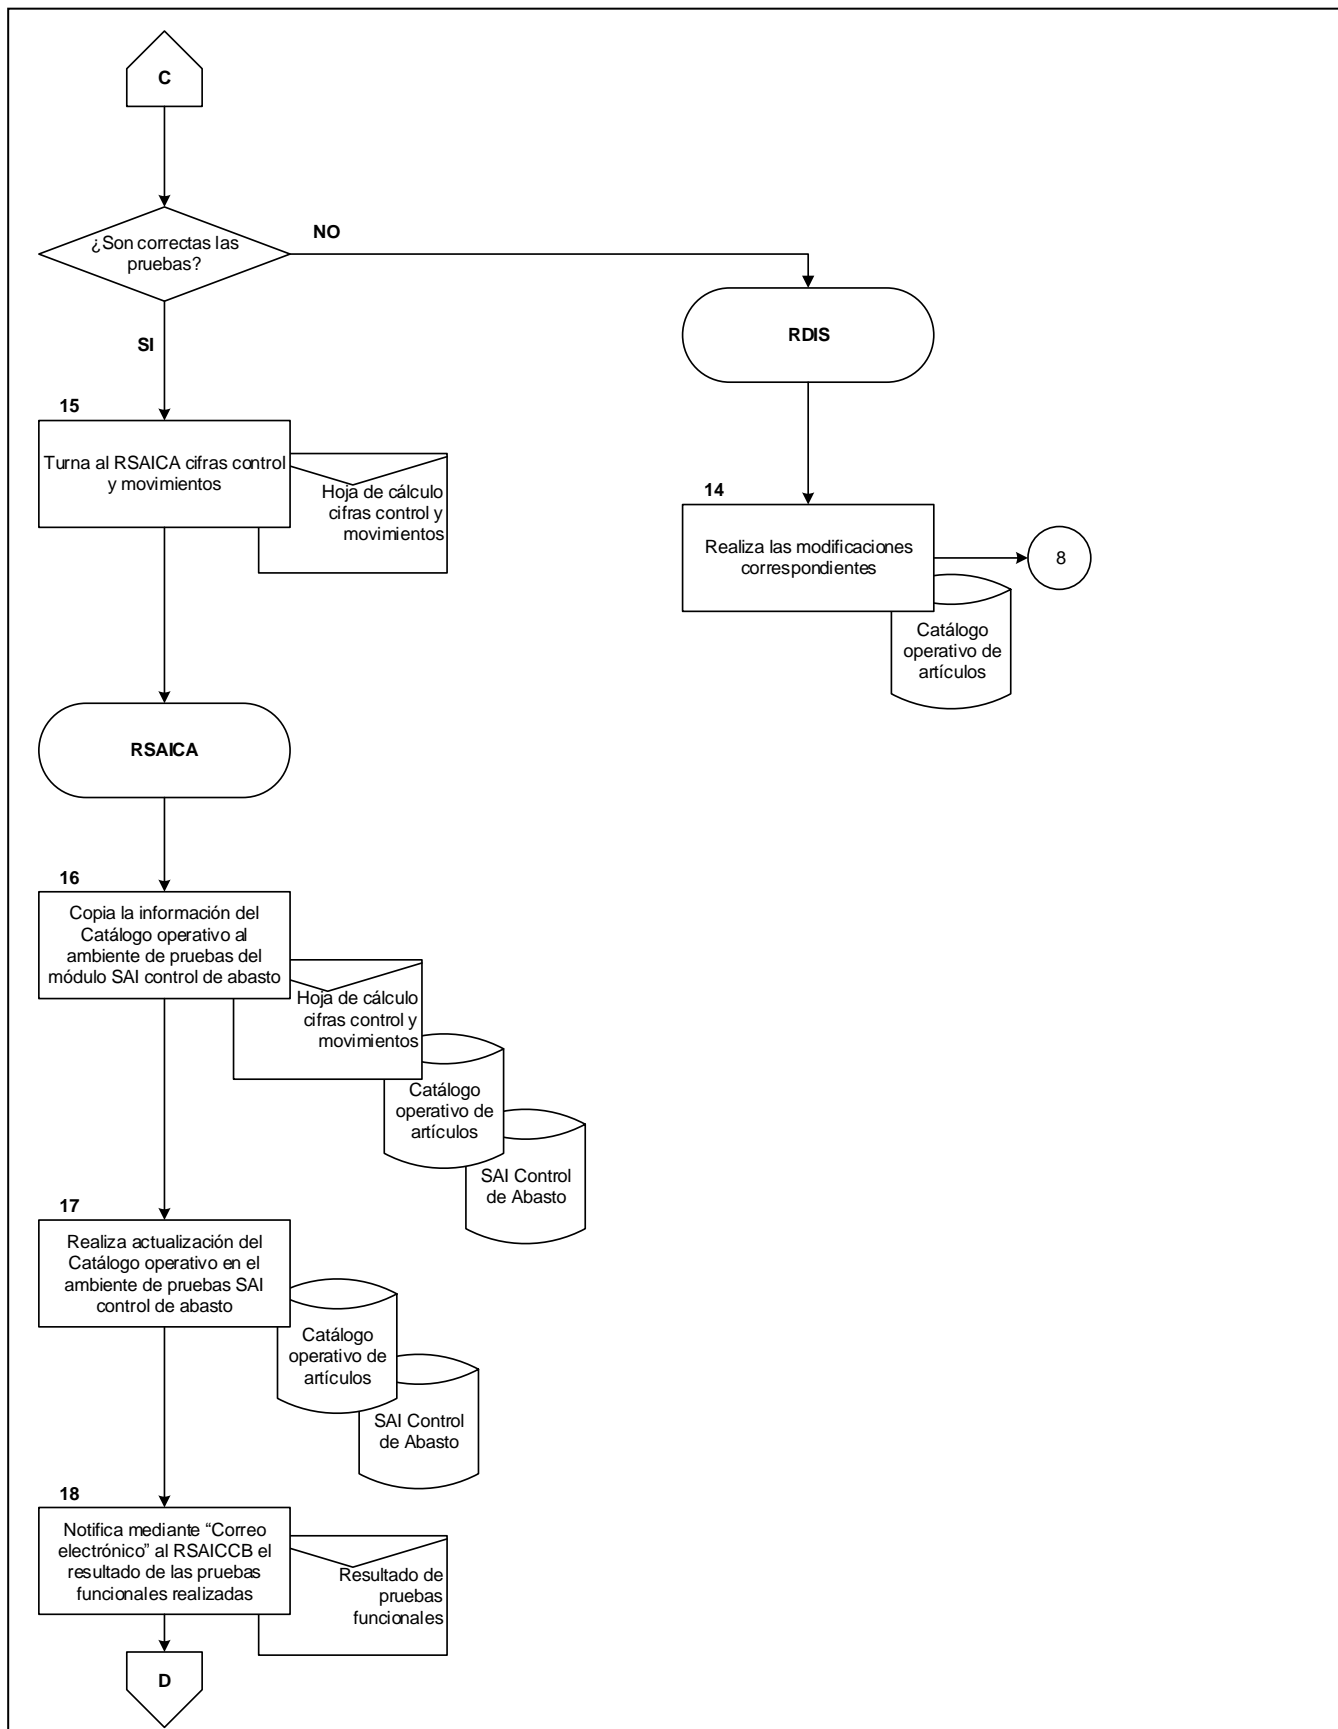 C
¿Son correctas las
pruebas?
NO
SI
RDIS
15
Turna al RSAICA cifras control
y movimientos
Hoja de cálculo
cifras control y
movimientos
14
Realiza las modificaciones
correspondientes
8
Catálogo
operativo de
artículos
RSAICA
16
Copia la información del
Catálogo operativo al
ambiente de pruebas del
módulo SAI control de abasto
Hoja de cálculo
cifras control y
movimientos
Catálogo
operativo de
artículos
SAI Control
de Abasto
17
Realiza actualización del
Catálogo operativo en el
ambiente de pruebas SAI
control de abasto
Catálogo
operativo de
artículos
SAI Control
de Abasto
18
Notifica mediante “Correo
electrónico” al RSAICCB el
resultado de las pruebas
funcionales realizadas
Resultado de
pruebas
funcionales
D